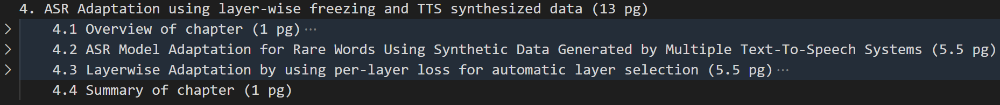 4. ASR Adaptation using layer-wise freezing and TTS synthesized data (13 pg)
4.1 Overview of chapter (1 pg)···
4.2 ASR Model Adaptation for Rare Words Using Synthetic Data Generated by Multiple Text-To-Speech Systems (5.5 pg)
4.3 Layerwise Adaptation by using per-layer loss for automatic layer selection (5.5 pg)···
4.4 Summary of chapter (1 pg)